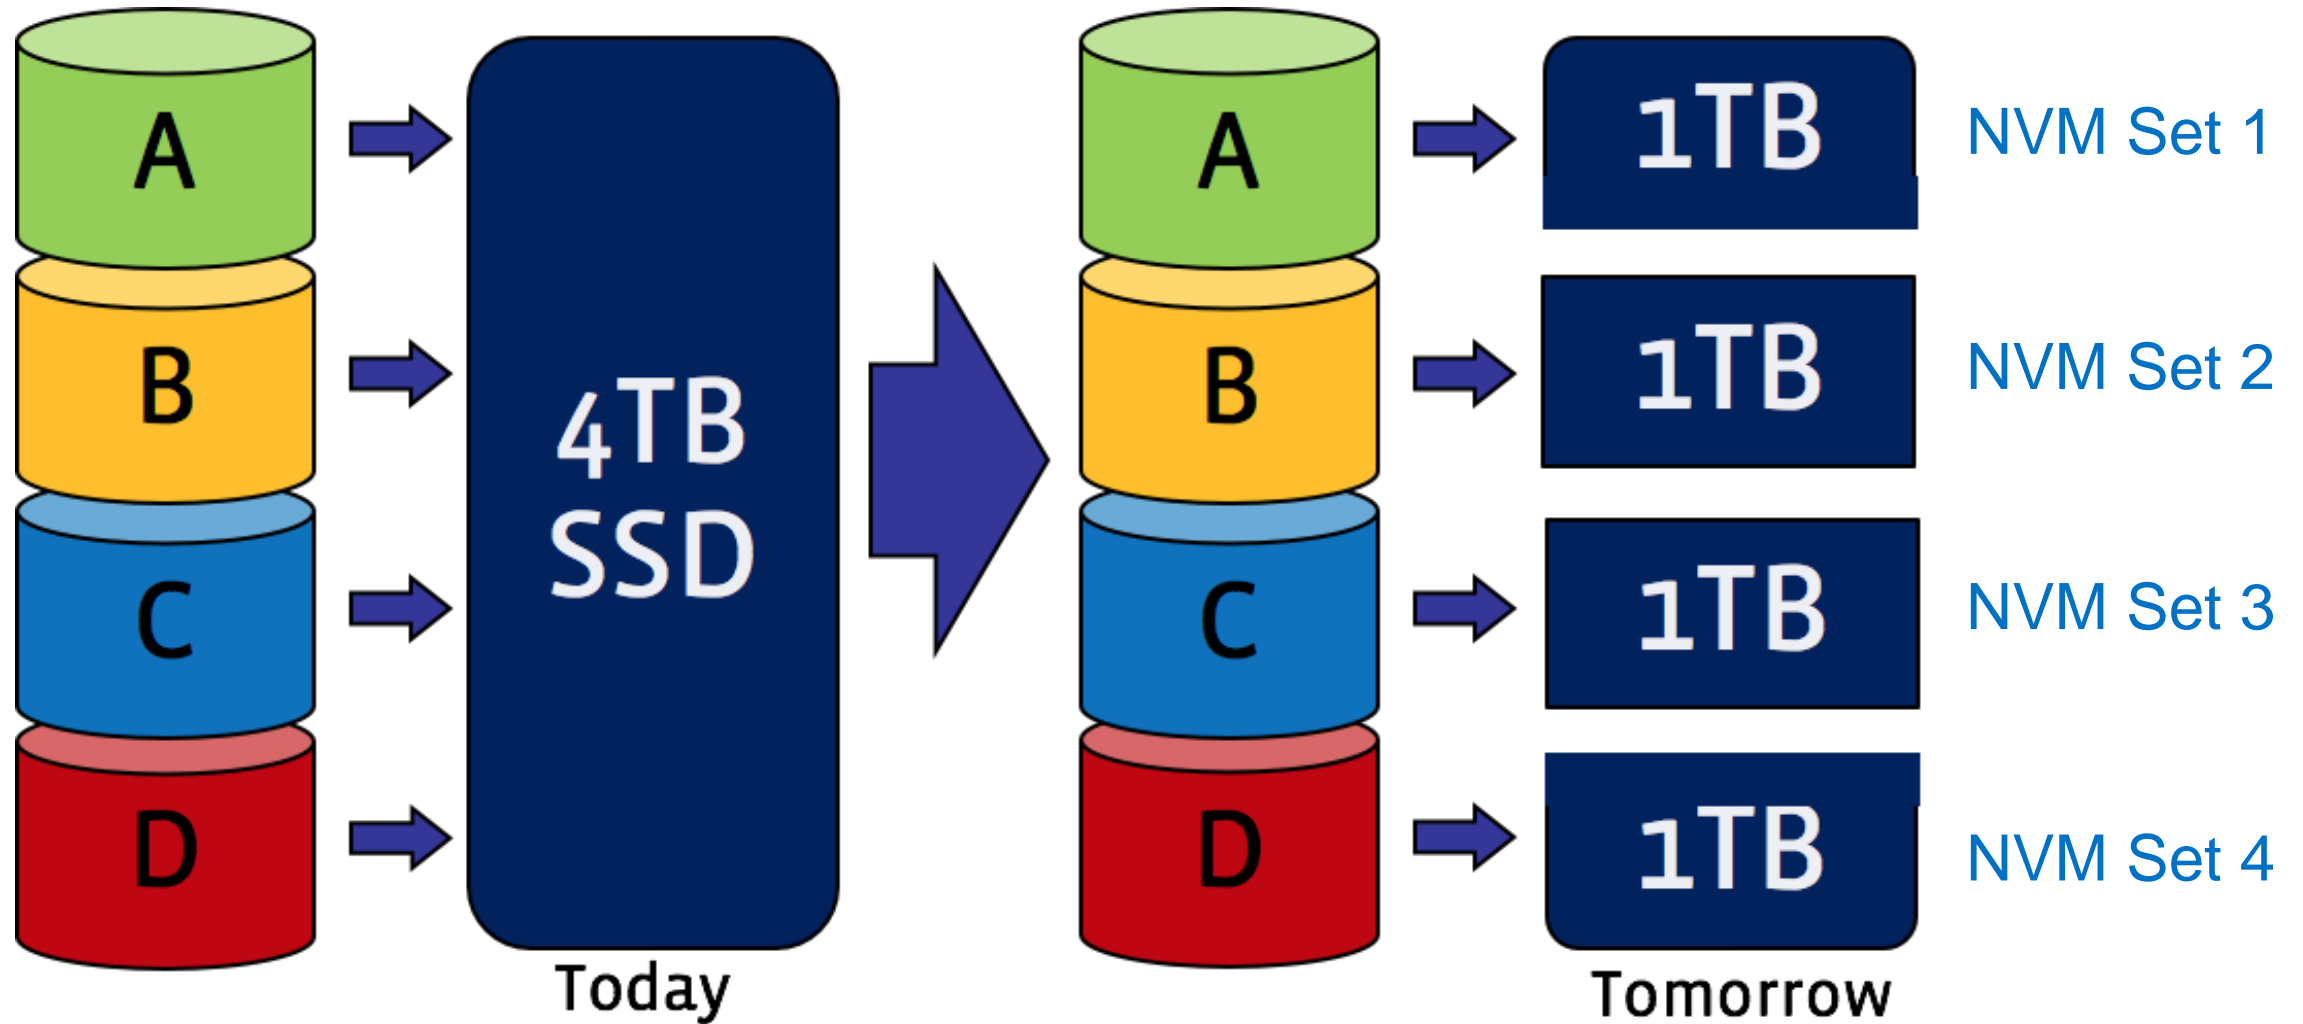 A
B
C
D
4TB
SSD
Today
A
1TB
NVM Set 1
B
1TB
NVM Set 2
C
1TB
NVM Set 3
D
1TB
NVM Set 4
Tomorrow